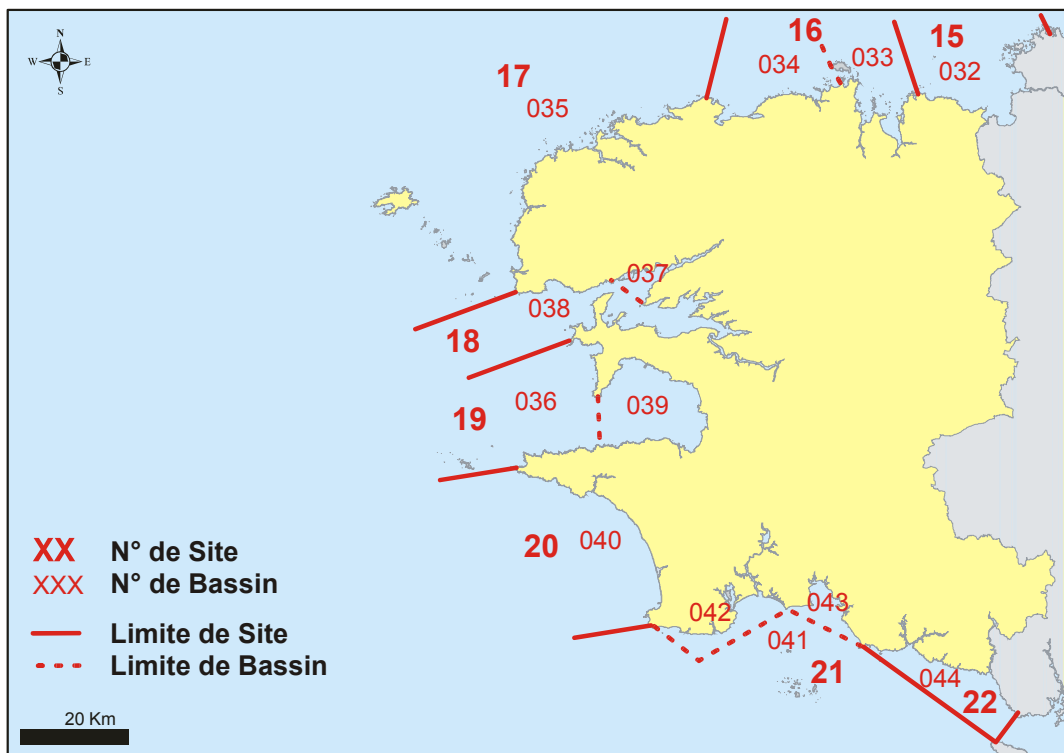 N
W E
S
16
15
033
034
032
17
035
037
038
18
036
039
19
20
040
042
043
041
21
044
22
XX N° de Site
XXX N° de Bassin
Limite de Site
Limite de Bassin
20 Km